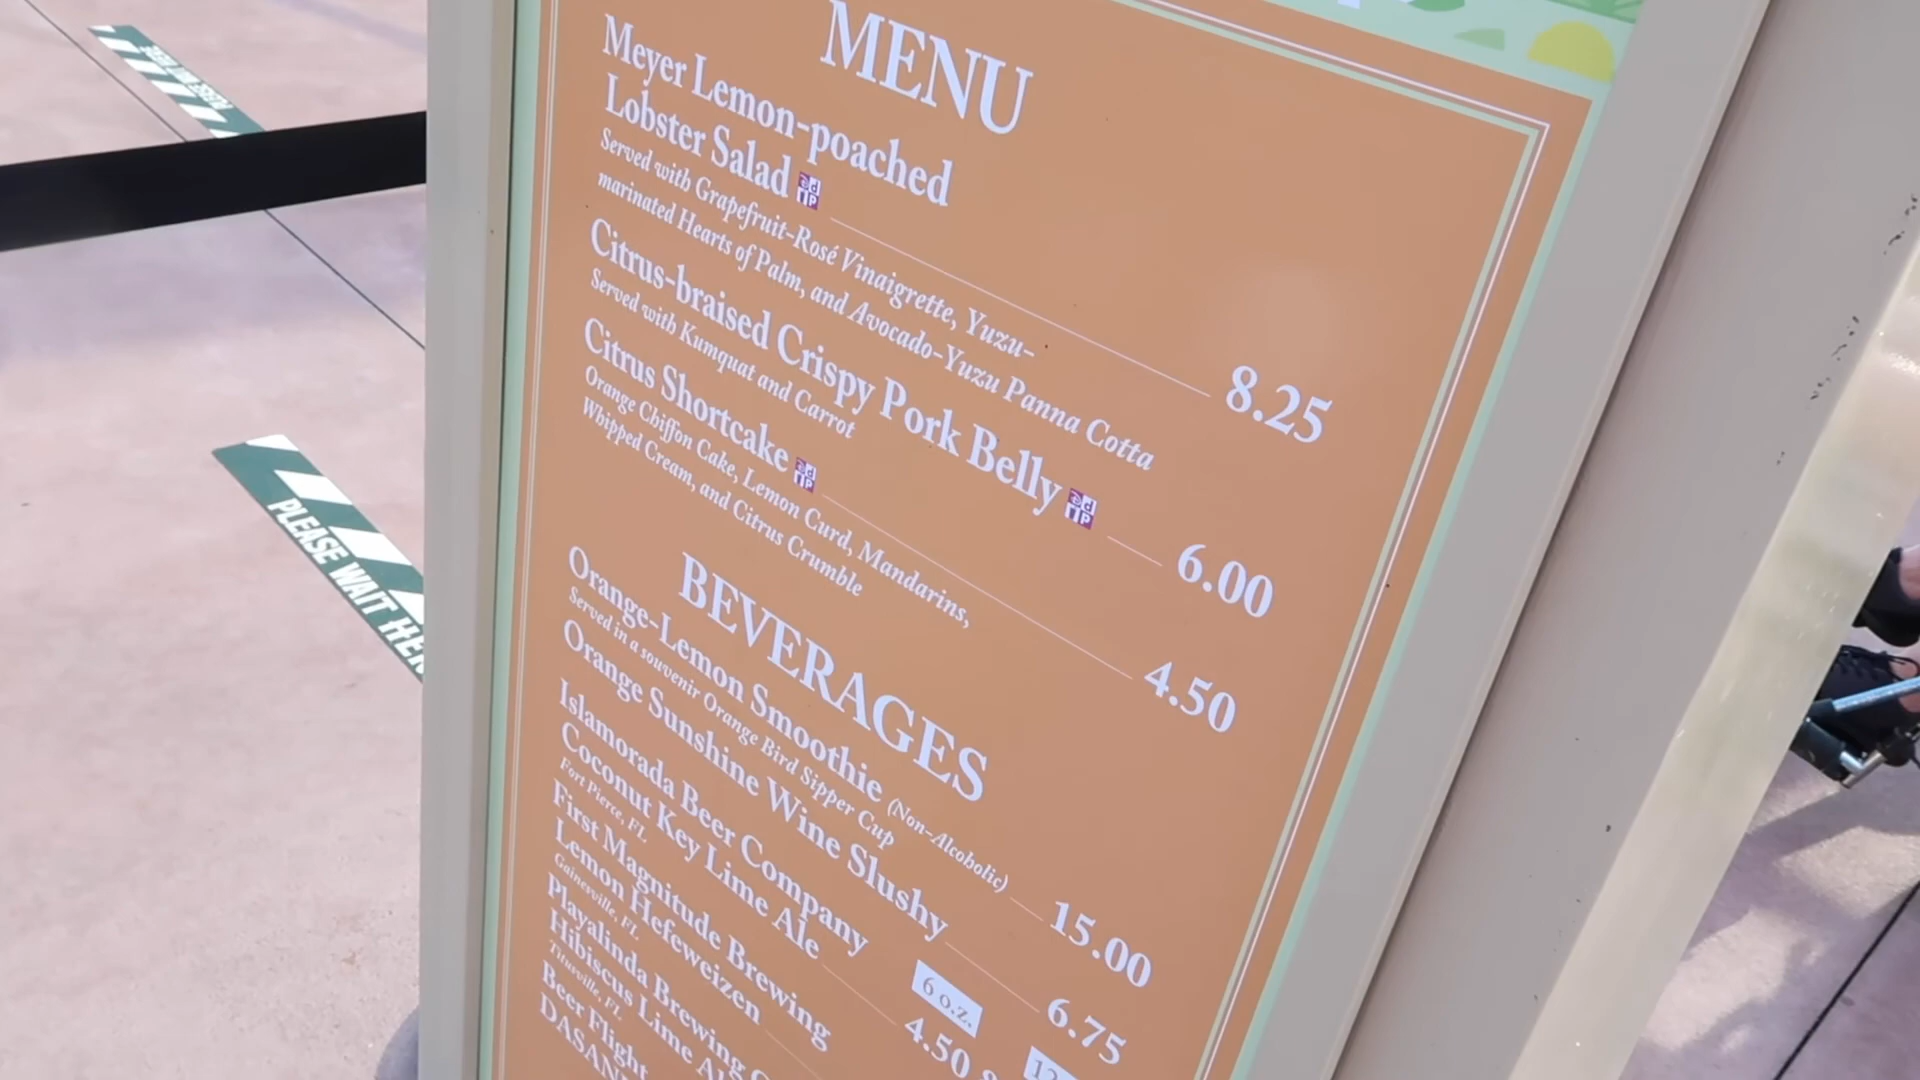 MENU
Meyer Lemon-poached
Lobster Salad
Served with Grapefruit-Rosé Vinaigrette, Yuzu-
marinated Hearts of Palm, and Avocado-Yuzu Panna Cotta
8.25
Citrus-braised Crispy Pork Belly
6.00
Served with Kumquat and Carrot
Citrus Shortcake
4.50
Orange Chiffon Cake, Lemon Curd, Mandarins,
Whipped Cream, and Citrus Crumble
BEVERAGES
Orange-Lemon Smoothie (Non-Alcoholic) 15.00
Served in a souvenir Orange Bird Sipper Cup
Orange Sunshine Wine Slushy 6.75
6 oz.
Islamorada Beer Company
Coconut Key Lime Ale 4.50
Fort Pierce, FL
First Magnitude Brewing
Lemon Hefeweizen
Gainesville, FL
Playalinda Brewing
Hibiscus Lime
Titusville, FL
Beer Flight
PLEASE WAIT